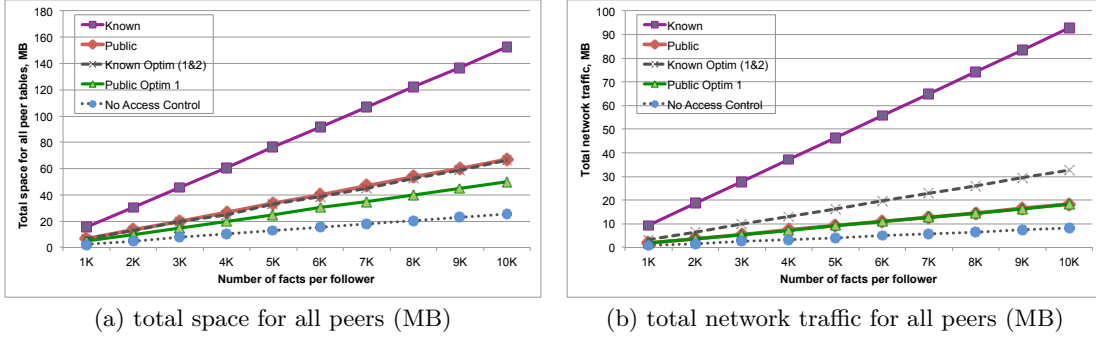 180
160
140
120
100
80
60
40
20
0
Total space for all peer tables, MB
Known
Public
Known Optim (1&2)
Public Optim 1
No Access Control
1K 2K 3K 4K 5K 6K 7K 8K 9K 10K
Number of facts per follower
(a) total space for all peers (MB)
100
90
80
70
60
50
40
30
20
10
0
Total network traffic, MB
Known
Public
Known Optim (1&2)
Public Optim 1
No Access Control
1K 2K 3K 4K 5K 6K 7K 8K 9K 10K
Number of facts per follower
(b) total network traffic for all peers (MB)